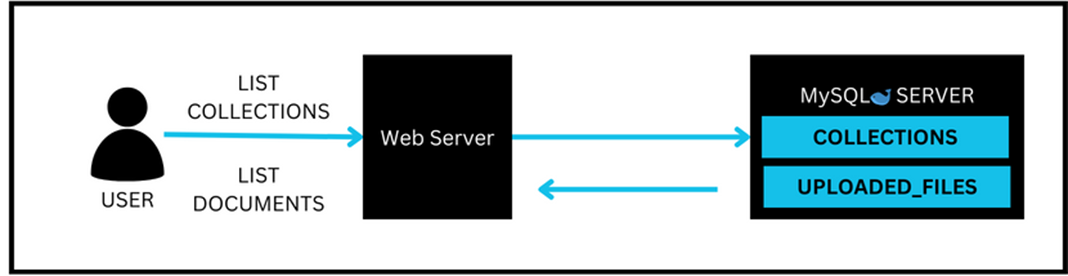 LIST
COLLECTIONS
USER
LIST
DOCUMENTS
Web Server
MySQL SERVER
COLLECTIONS
UPLOADED_FILES